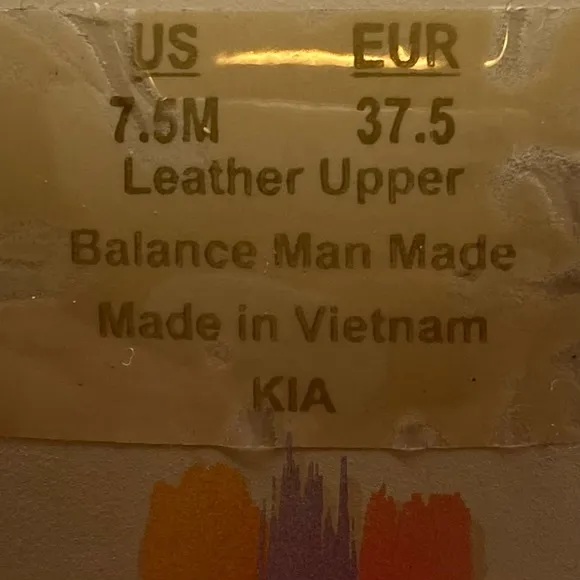 US EUR
7.5M 37.5
Leather Upper
Balance Man Made
Made in Vietnam
KIA